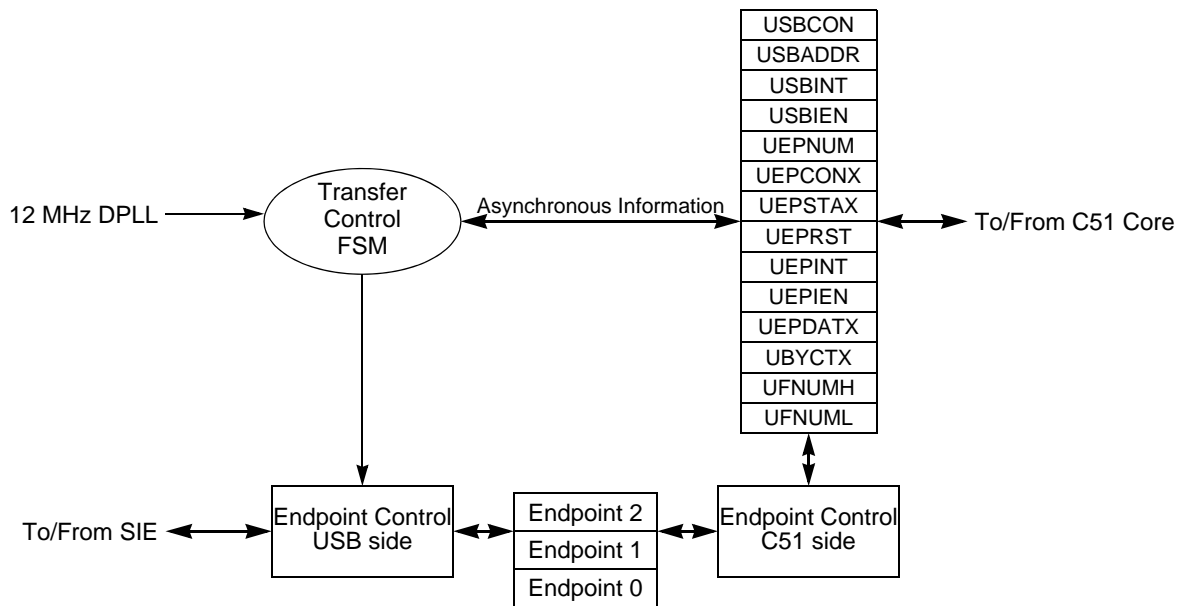 USBCON
USBADDR
USBINT
USBIEN
UEPNUM
UEPCONX
UEPSTAX
UEPRST
UEPINT
UEPIEN
UEPDATX
UBYCTX
UFNUMH
UFNUML
12 MHz DPLL
Transfer
Control
FSM
Asynchronous Information
To/From C51 Core
To/From SIE
Endpoint Control
USB side
Endpoint 2
Endpoint 1
Endpoint 0
Endpoint Control
C51 side